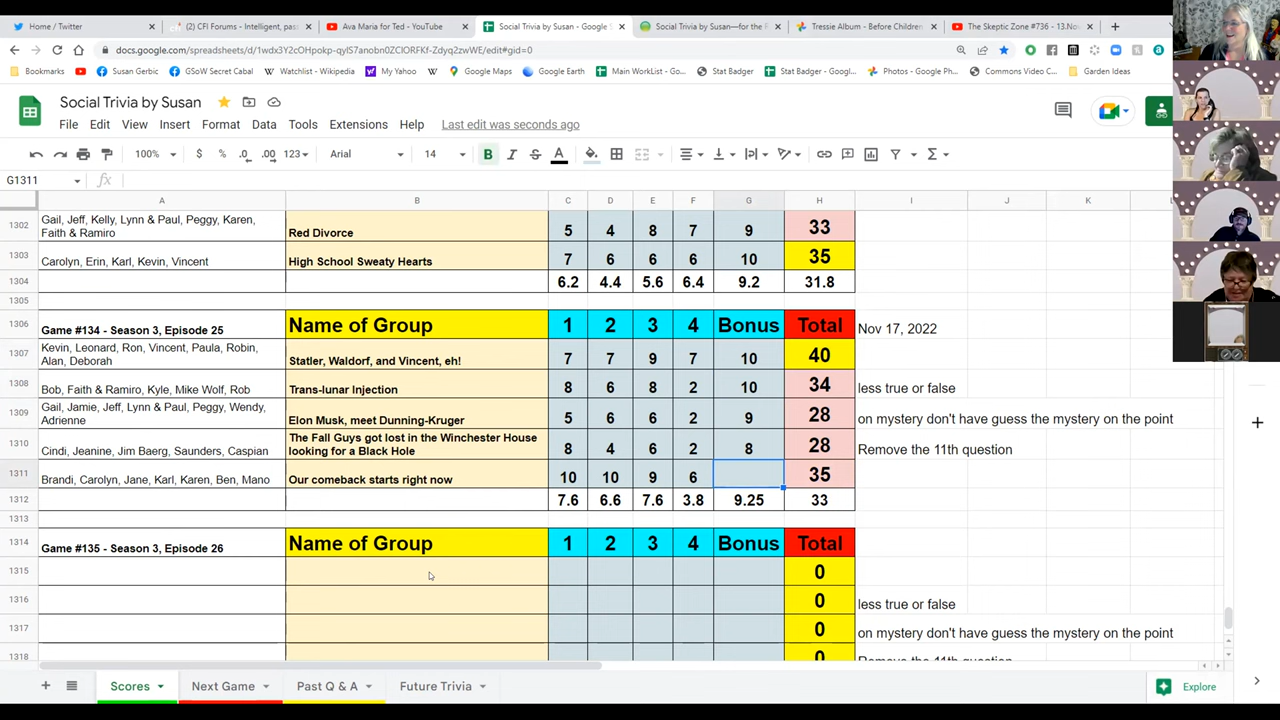 Home / Twitter
(2) CFI Forums - Intelligent, pas
Ava Maria for Ted - YouTube
Social Trivia by Susan - Google S
Social Trivia by Susan—for the F
Tressie Album - Before Children
The Skeptic Zone #736 - 13.Nov
docs.google.com/spreadsheets/d/1wdx3Y2cOHpokp-qyIS7anobn0ZClORFKf-Zdyq2zwWE/edit#gid=0
Bookmarks
Susan Gerbic
GSoW Secret Cabal
Watchlist - Wikipedia
My Yahoo
Google Maps
Google Earth
Main WorkList - Go...
Stat Badger
Stat Badger - Googl...
Photos - Google Ph...
Commons Video C...
Garden Ideas
Social Trivia by Susan
File Edit View Insert Format Data Tools Extensions Help Last edit was seconds ago
100% $ % .0 .00 123 Arial 14 B I S A
G1311 fx
A B C D E F G H I J K L
1302 Gail, Jeff, Kelly, Lynn & Paul, Peggy, Karen,
Faith & Ramiro Red Divorce 5 4 8 7 9 33
1303 Carolyn, Erin, Karl, Kevin, Vincent High School Sweaty Hearts 7 6 6 6 10 35
1304 6.2 4.4 5.6 6.4 9.2 31.8
1305
1306 Game #134 - Season 3, Episode 25 Name of Group 1 2 3 4 Bonus Total Nov 17, 2022
1307 Kevin, Leonard, Ron, Vincent, Paula, Robin,
Alan, Deborah Statler, Waldorf, and Vincent, eh! 7 7 9 7 10 40
1308 Bob, Faith & Ramiro, Kyle, Mike Wolf, Rob Trans-lunar Injection 8 6 8 2 10 34 less true or false
1309 Gail, Jamie, Jeff, Lynn & Paul, Peggy, Wendy,
Adrienne Elon Musk, meet Dunning-Kruger 5 6 6 2 9 28 on mystery don't have guess the mystery on the point
1310 Cindi, Jeanine, Jim Baerg, Saunders, Caspian The Fall Guys got lost in the Winchester House
looking for a Black Hole 8 4 6 2 8 28 Remove the 11th question
1311 Brandi, Carolyn, Jane, Karl, Karen, Ben, Mano Our comeback starts right now 10 10 9 6 35
1312 7.6 6.6 7.6 3.8 9.25 33
1313
1314 Game #135 - Season 3, Episode 26 Name of Group 1 2 3 4 Bonus Total
1315 0
1316 0 less true or false
1317 0 on mystery don't have guess the mystery on the point
1318 0 Remove the 11th question
Scores Next Game Past Q & A Future Trivia Explore